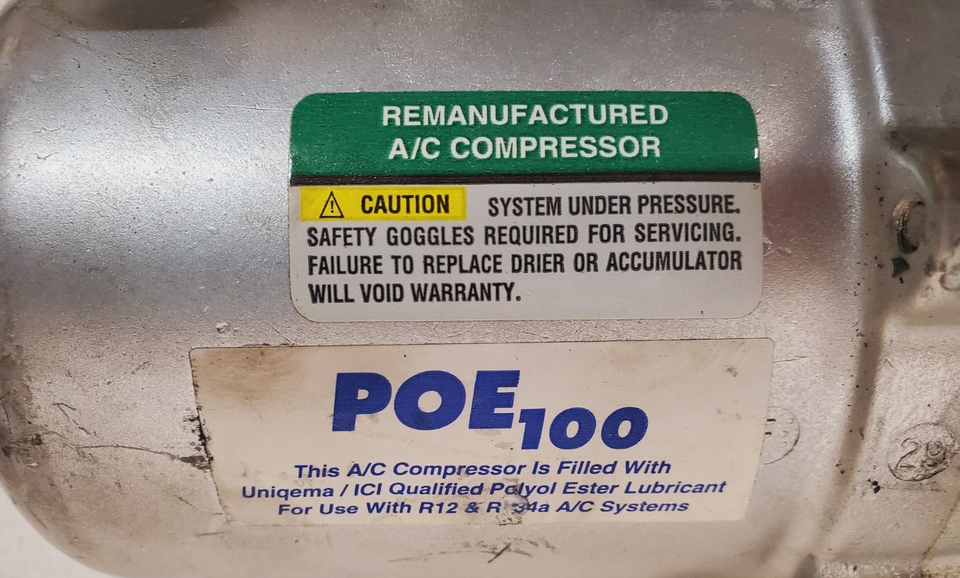 REMANUFACTURED
A/C COMPRESSOR
CAUTION SYSTEM UNDER PRESSURE.
SAFETY GOGGLES REQUIRED FOR SERVICING.
FAILURE TO REPLACE DRIER OR ACCUMULATOR
WILL VOID WARRANTY.
POE100
This A/C Compressor Is Filled With
Uniqema / ICI Qualified Polyol Ester Lubricant
For Use With R12 & R 34a A/C Systems